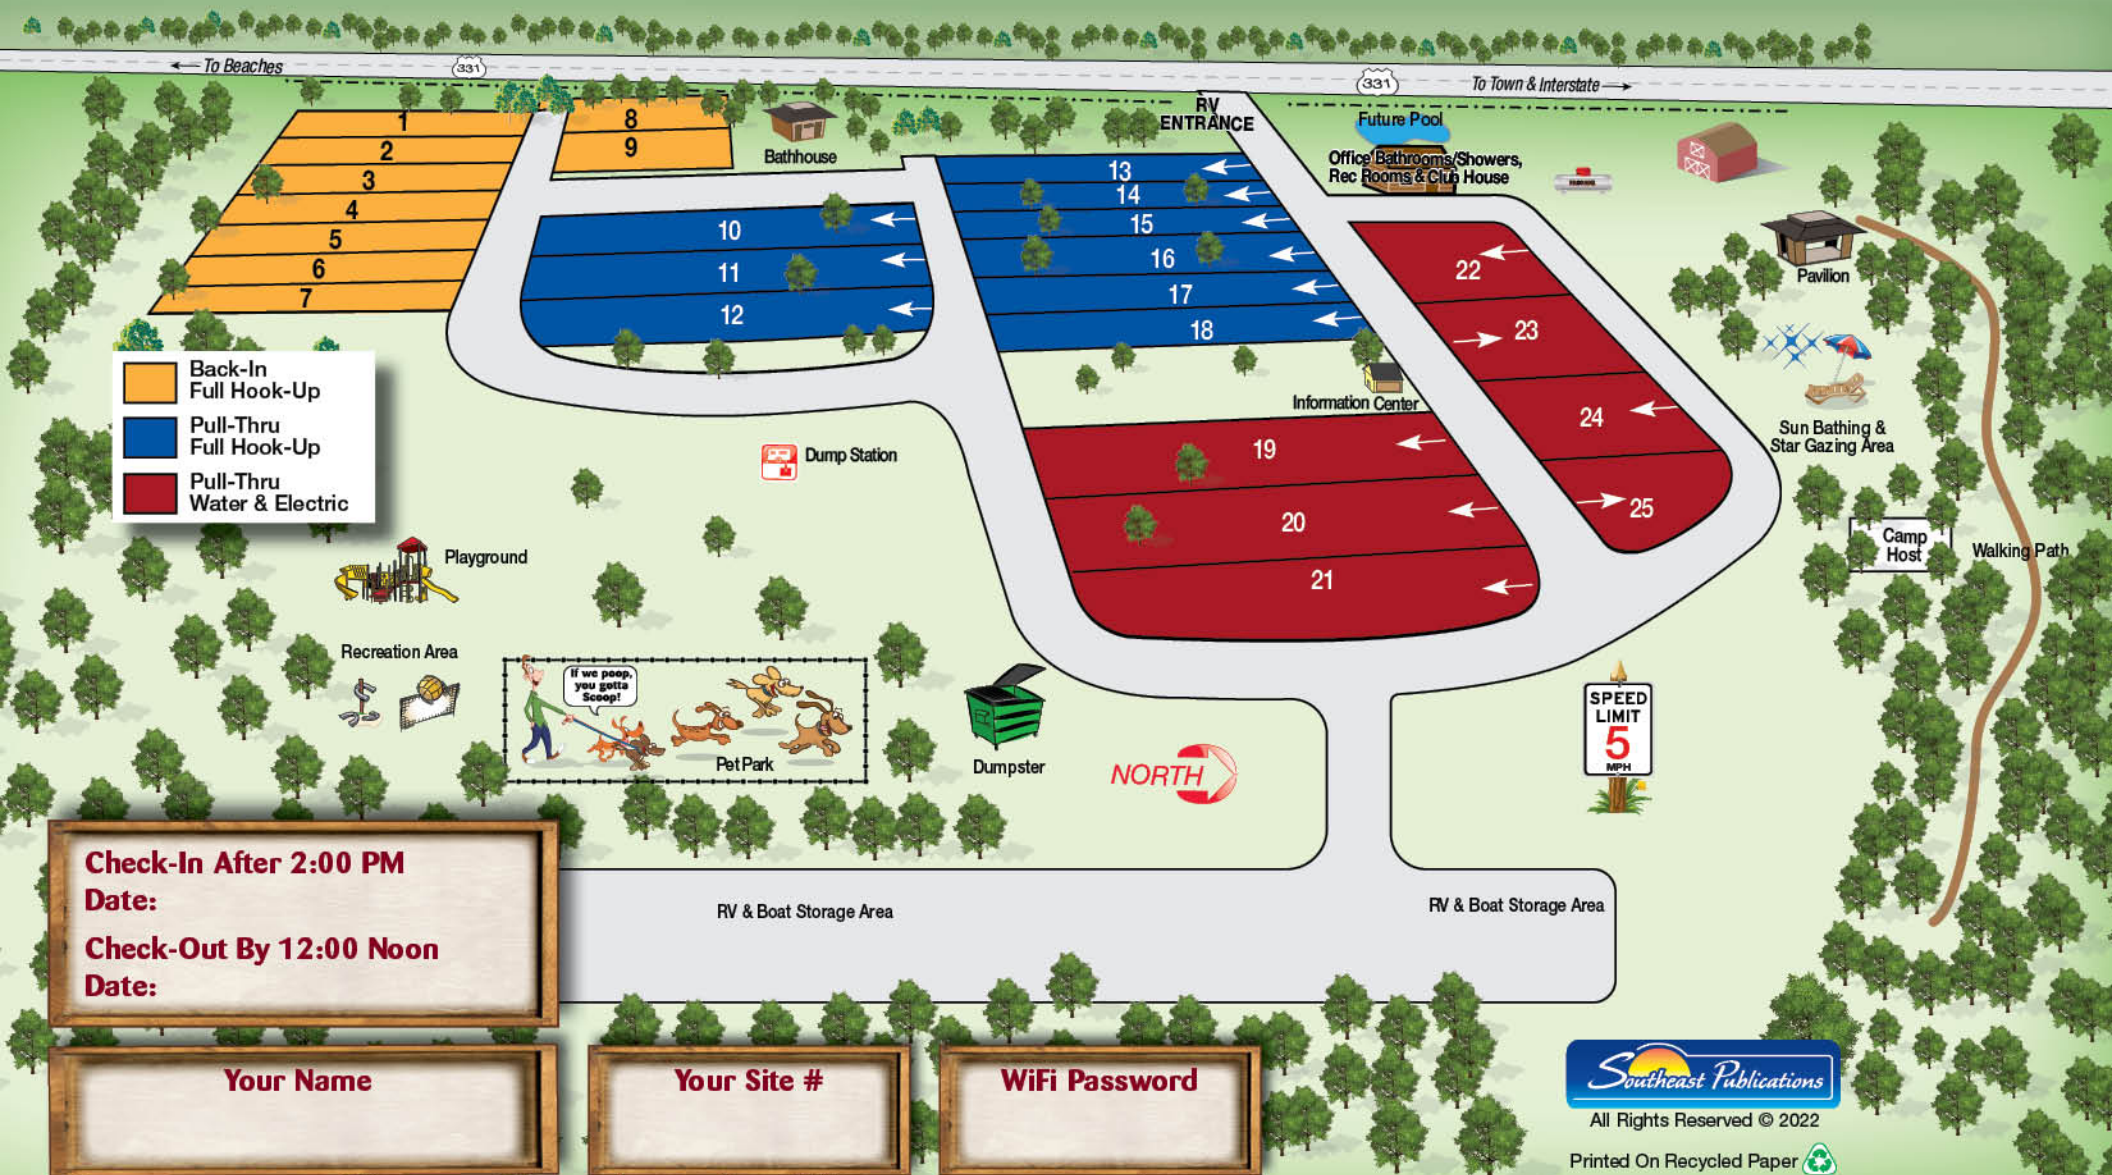 To Beaches
331
331
To Town & Interstate
RV
ENTRANCE
Future Pool
Office Bathrooms/Showers,
Rec Rooms & Club House
Bathhouse
1
2
3
4
5
6
7
8
9
10
11
12
13
14
15
16
17
18
19
20
21
22
23
24
25
Pavilion
Back-In
Full Hook-Up
Pull-Thru
Full Hook-Up
Pull-Thru
Water & Electric
Information Center
Dump Station
Sun Bathing &
Star Gazing Area
Camp
Host
Walking Path
Playground
Recreation Area
If we poop,
you gotta
Scoop!
Pet Park
Dumpster
NORTH
SPEED
LIMIT
5
MPH
RV & Boat Storage Area
RV & Boat Storage Area
Check-In After 2:00 PM
Date:
Check-Out By 12:00 Noon
Date:
Your Name
Your Site #
WiFi Password
Southeast Publications
All Rights Reserved © 2022
Printed On Recycled Paper